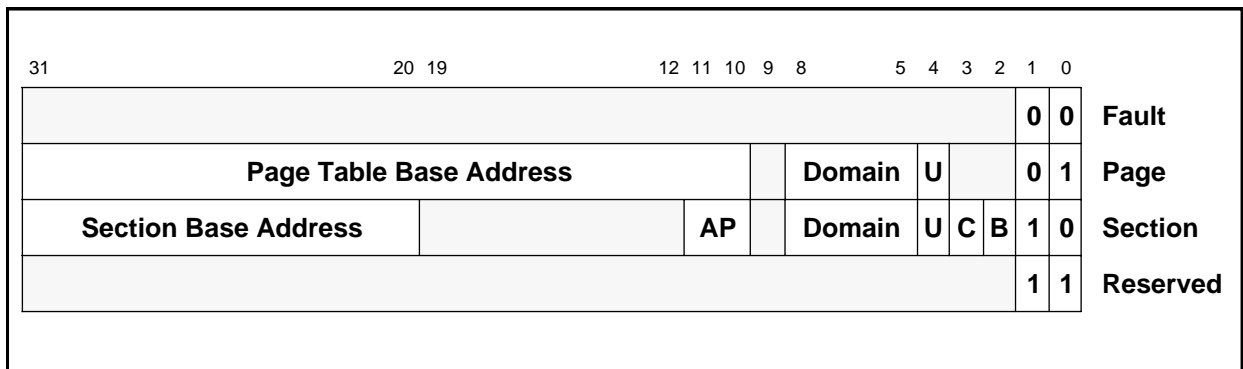 31 20 19 12 11 10 9 8 5 4 3 2 1 0
0 0 Fault
Page Table Base Address Domain U 0 1 Page
Section Base Address AP Domain U C B 1 0 Section
1 1 Reserved